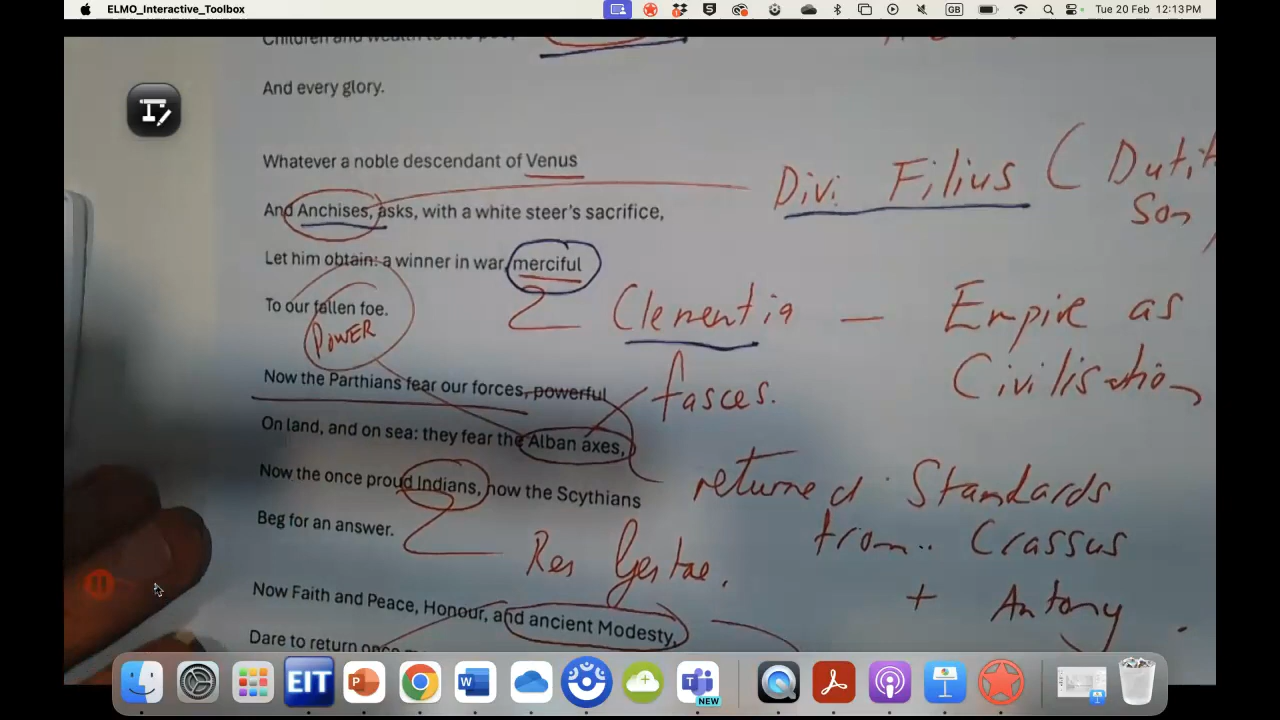 ELMO_Interactive_Toolbox
GB
Tue 20 Feb 12:13PM
And every glory.
Whatever a noble descendant of Venus
And Anchises, asks, with a white steer's sacrifice,
Divi Filius (
Son
Let him obtain: a winner in war, merciful
To our fallen foe.
POWER
Clementia — Empire as
Civilisation
Now the Parthians fear our forces, powerful
fasces.
On land, and on sea: they fear the Alban axes,
Now the once proud Indians, now the Scythians
returned Standards
from.. Crassus
+ Antony
Beg for an answer.
Res Gestae.
Now Faith and Peace, Honour, and ancient Modesty,
Dare to return
EIT
NEW